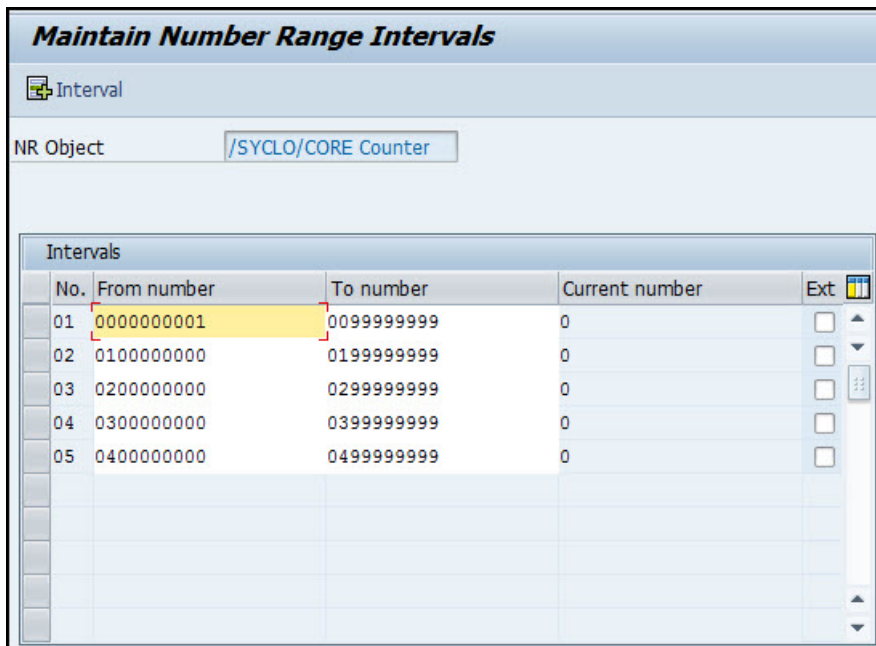 Maintain Number Range Intervals
Interval
NR Object /SYCLO/CORE Counter
Intervals
No. From number To number Current number Ext
01 0000000001 0099999999 0
02 0100000000 0199999999 0
03 0200000000 0299999999 0
04 0300000000 0399999999 0
05 0400000000 0499999999 0